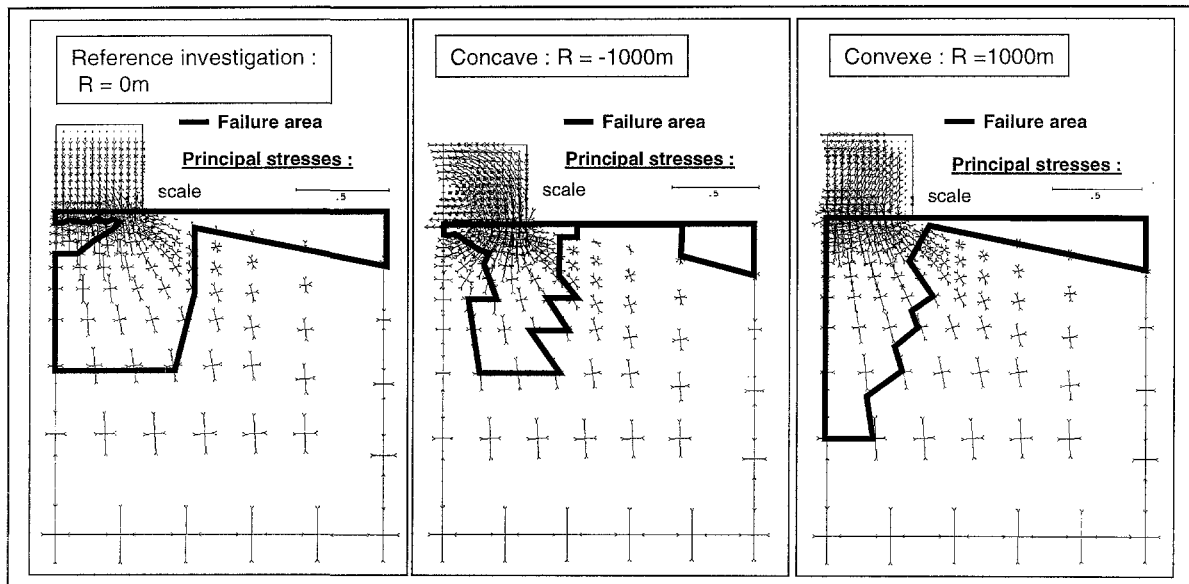 Reference investigation :
R = 0m
Failure area
Principal stresses :
scale
.5
Concave : R = -1000m
Failure area
Principal stresses :
scale
.5
Convexe : R =1000m
Failure area
Principal stresses :
scale
.5